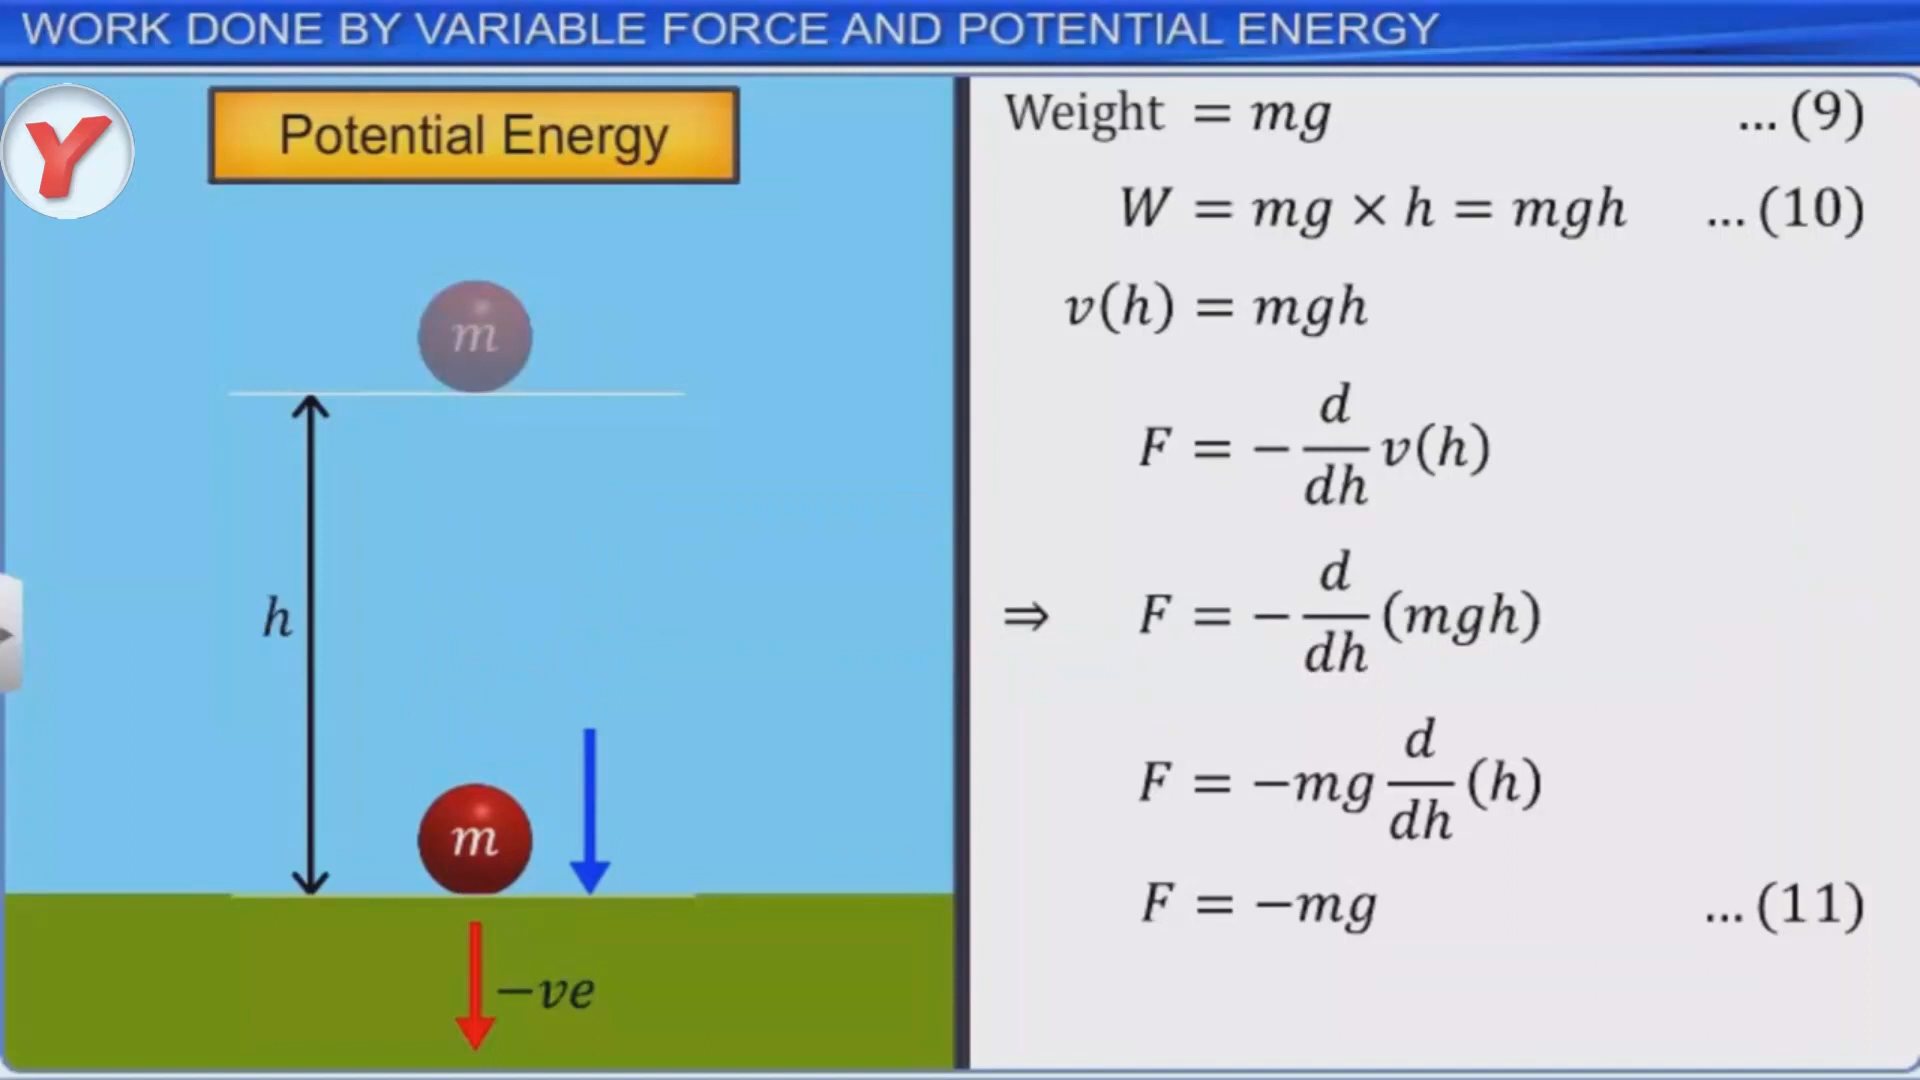 WORK DONE BY VARIABLE FORCE AND POTENTIAL ENERGY
Y
Potential Energy
m
h
m
−ve
Weight = mg ...(9)
W = mg × h = mgh ...(10)
v(h) = mgh
F = − d/dh v(h)
⇒ F = − d/dh (mgh)
F = −mg d/dh (h)
F = −mg ...(11)